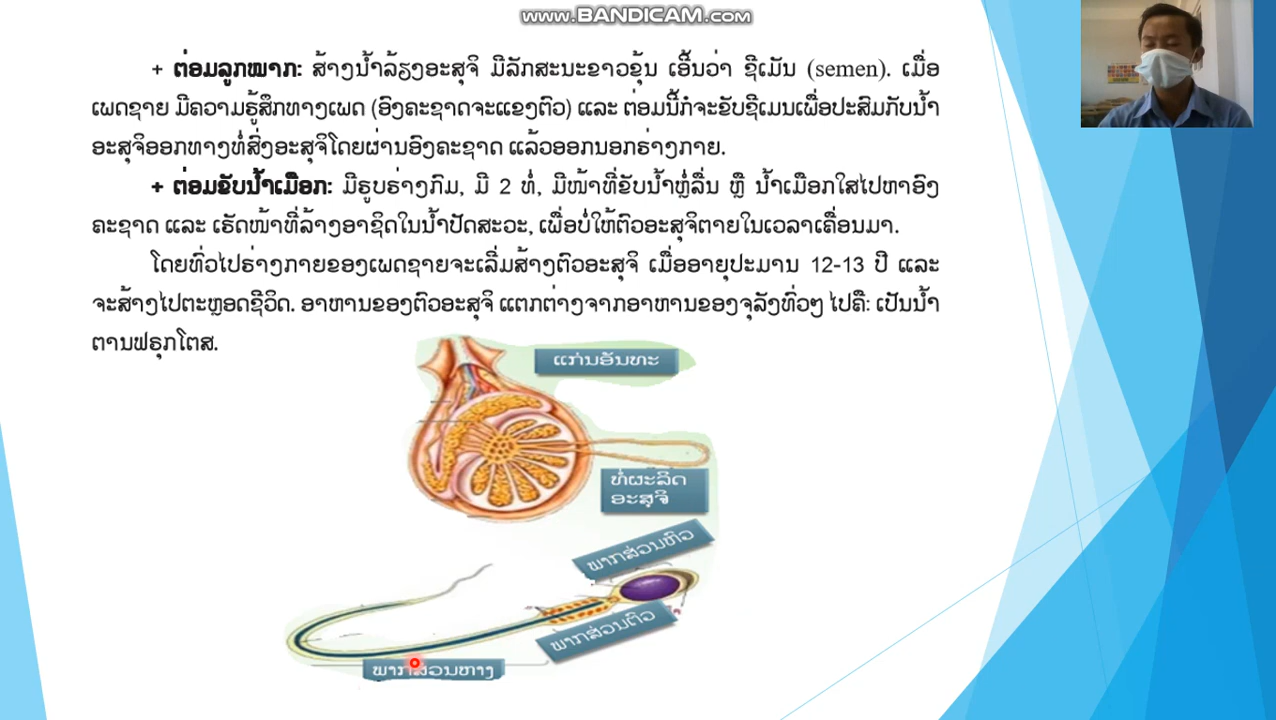 www.BANDICAM.com
+ ຕ່ອມລູກໝາກ: ສ້າງນ້ຳລ້ຽງອະສຸຈິ ມີລັກສະນະຂາວຂຸ້ນ ເອີ້ນວ່າ ຊີເມັນ (semen). ເມື່ອ
ເພດຊາຍ ມີຄວາມຮູ້ສຶກທາງເພດ (ອົງຄະຊາດຈະແຂງຕົວ) ແລະ ຕ່ອມນີ້ກໍຈະຂັບຊີເມນເພື່ອປະສົມກັບນ້ຳ
ອະສຸຈິອອກທາງທໍ່ສົ່ງອະສຸຈິໂດຍຜ່ານອົງຄະຊາດ ແລ້ວອອກນອກຮ່າງກາຍ.
+ ຕ່ອມຂັບນ້ຳເມືອກ: ມີຮູບຮ່າງກົມ, ມີ 2 ທໍ່, ມີໜ້າທີ່ຂັບນ້ຳຫຼໍ່ລື່ນ ຫຼື ນ້ຳເມືອກໃສໄປຫາອົງ
ຄະຊາດ ແລະ ເຮັດໜ້າທີ່ລ້າງອາຊິດໃນນ້ຳປັດສະວະ, ເພື່ອບໍ່ໃຫ້ຕົວອະສຸຈິຕາຍໃນເວລາເຄື່ອນມາ.
ໂດຍທົ່ວໄປຮ່າງກາຍຂອງເພດຊາຍຈະເລີ່ມສ້າງຕົວອະສຸຈິ ເມື່ອອາຍຸປະມານ 12-13 ປີ ແລະ
ຈະສ້າງໄປຕະຫຼອດຊີວິດ. ອາຫານຂອງຕົວອະສຸຈິ ແຕກຕ່າງຈາກອາຫານຂອງຈຸລັງທົ່ວໆ ໄປຄື: ເປັນນ້ຳ
ຕານຟຣຸກໂຕສ.
ແກ່ນອັນທະ
ທໍ່ຜະລິດ
ອະສຸຈິ
ພາກສ່ວນຫົວ
ພາກສ່ວນຕົວ
ພາກສ່ວນຫາງ